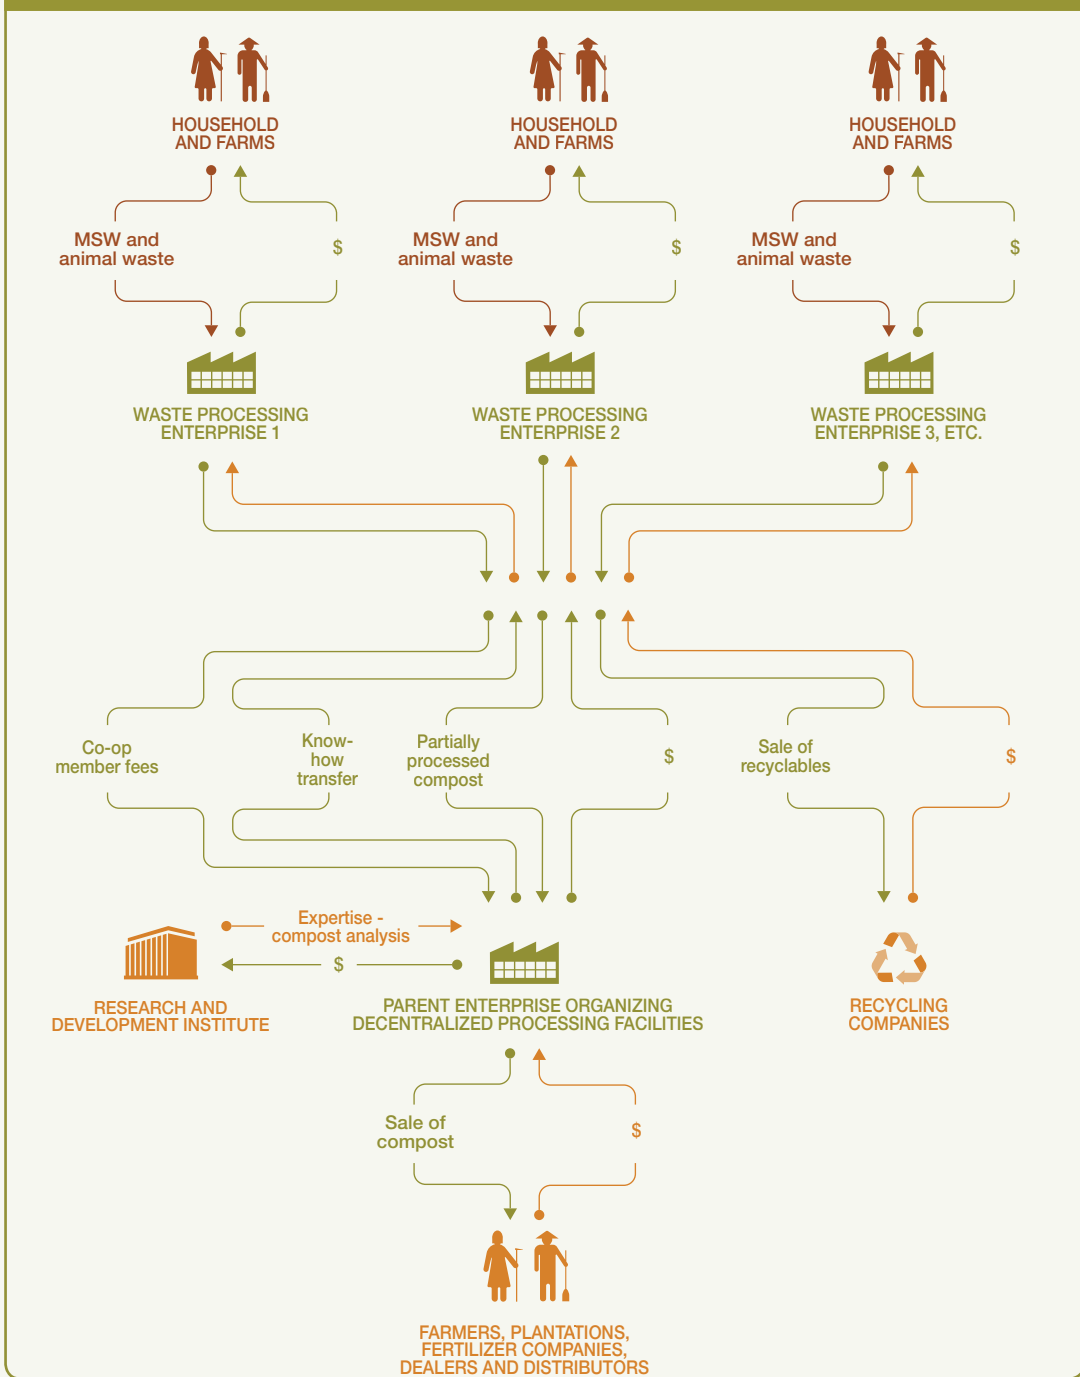 HOUSEHOLD
AND FARMS
HOUSEHOLD
AND FARMS
HOUSEHOLD
AND FARMS
MSW and
animal waste
$
MSW and
animal waste
$
MSW and
animal waste
$
WASTE PROCESSING
ENTERPRISE 1
WASTE PROCESSING
ENTERPRISE 2
WASTE PROCESSING
ENTERPRISE 3, ETC.
Co-op
member fees
Know-
how
transfer
Partially
processed
compost
$
Sale of
recyclables
$
Expertise -
compost analysis
$
RESEARCH AND
DEVELOPMENT INSTITUTE
PARENT ENTERPRISE ORGANIZING
DECENTRALIZED PROCESSING FACILITIES
RECYCLING
COMPANIES
Sale of
compost
$
FARMERS, PLANTATIONS,
FERTILIZER COMPANIES,
DEALERS AND DISTRIBUTORS